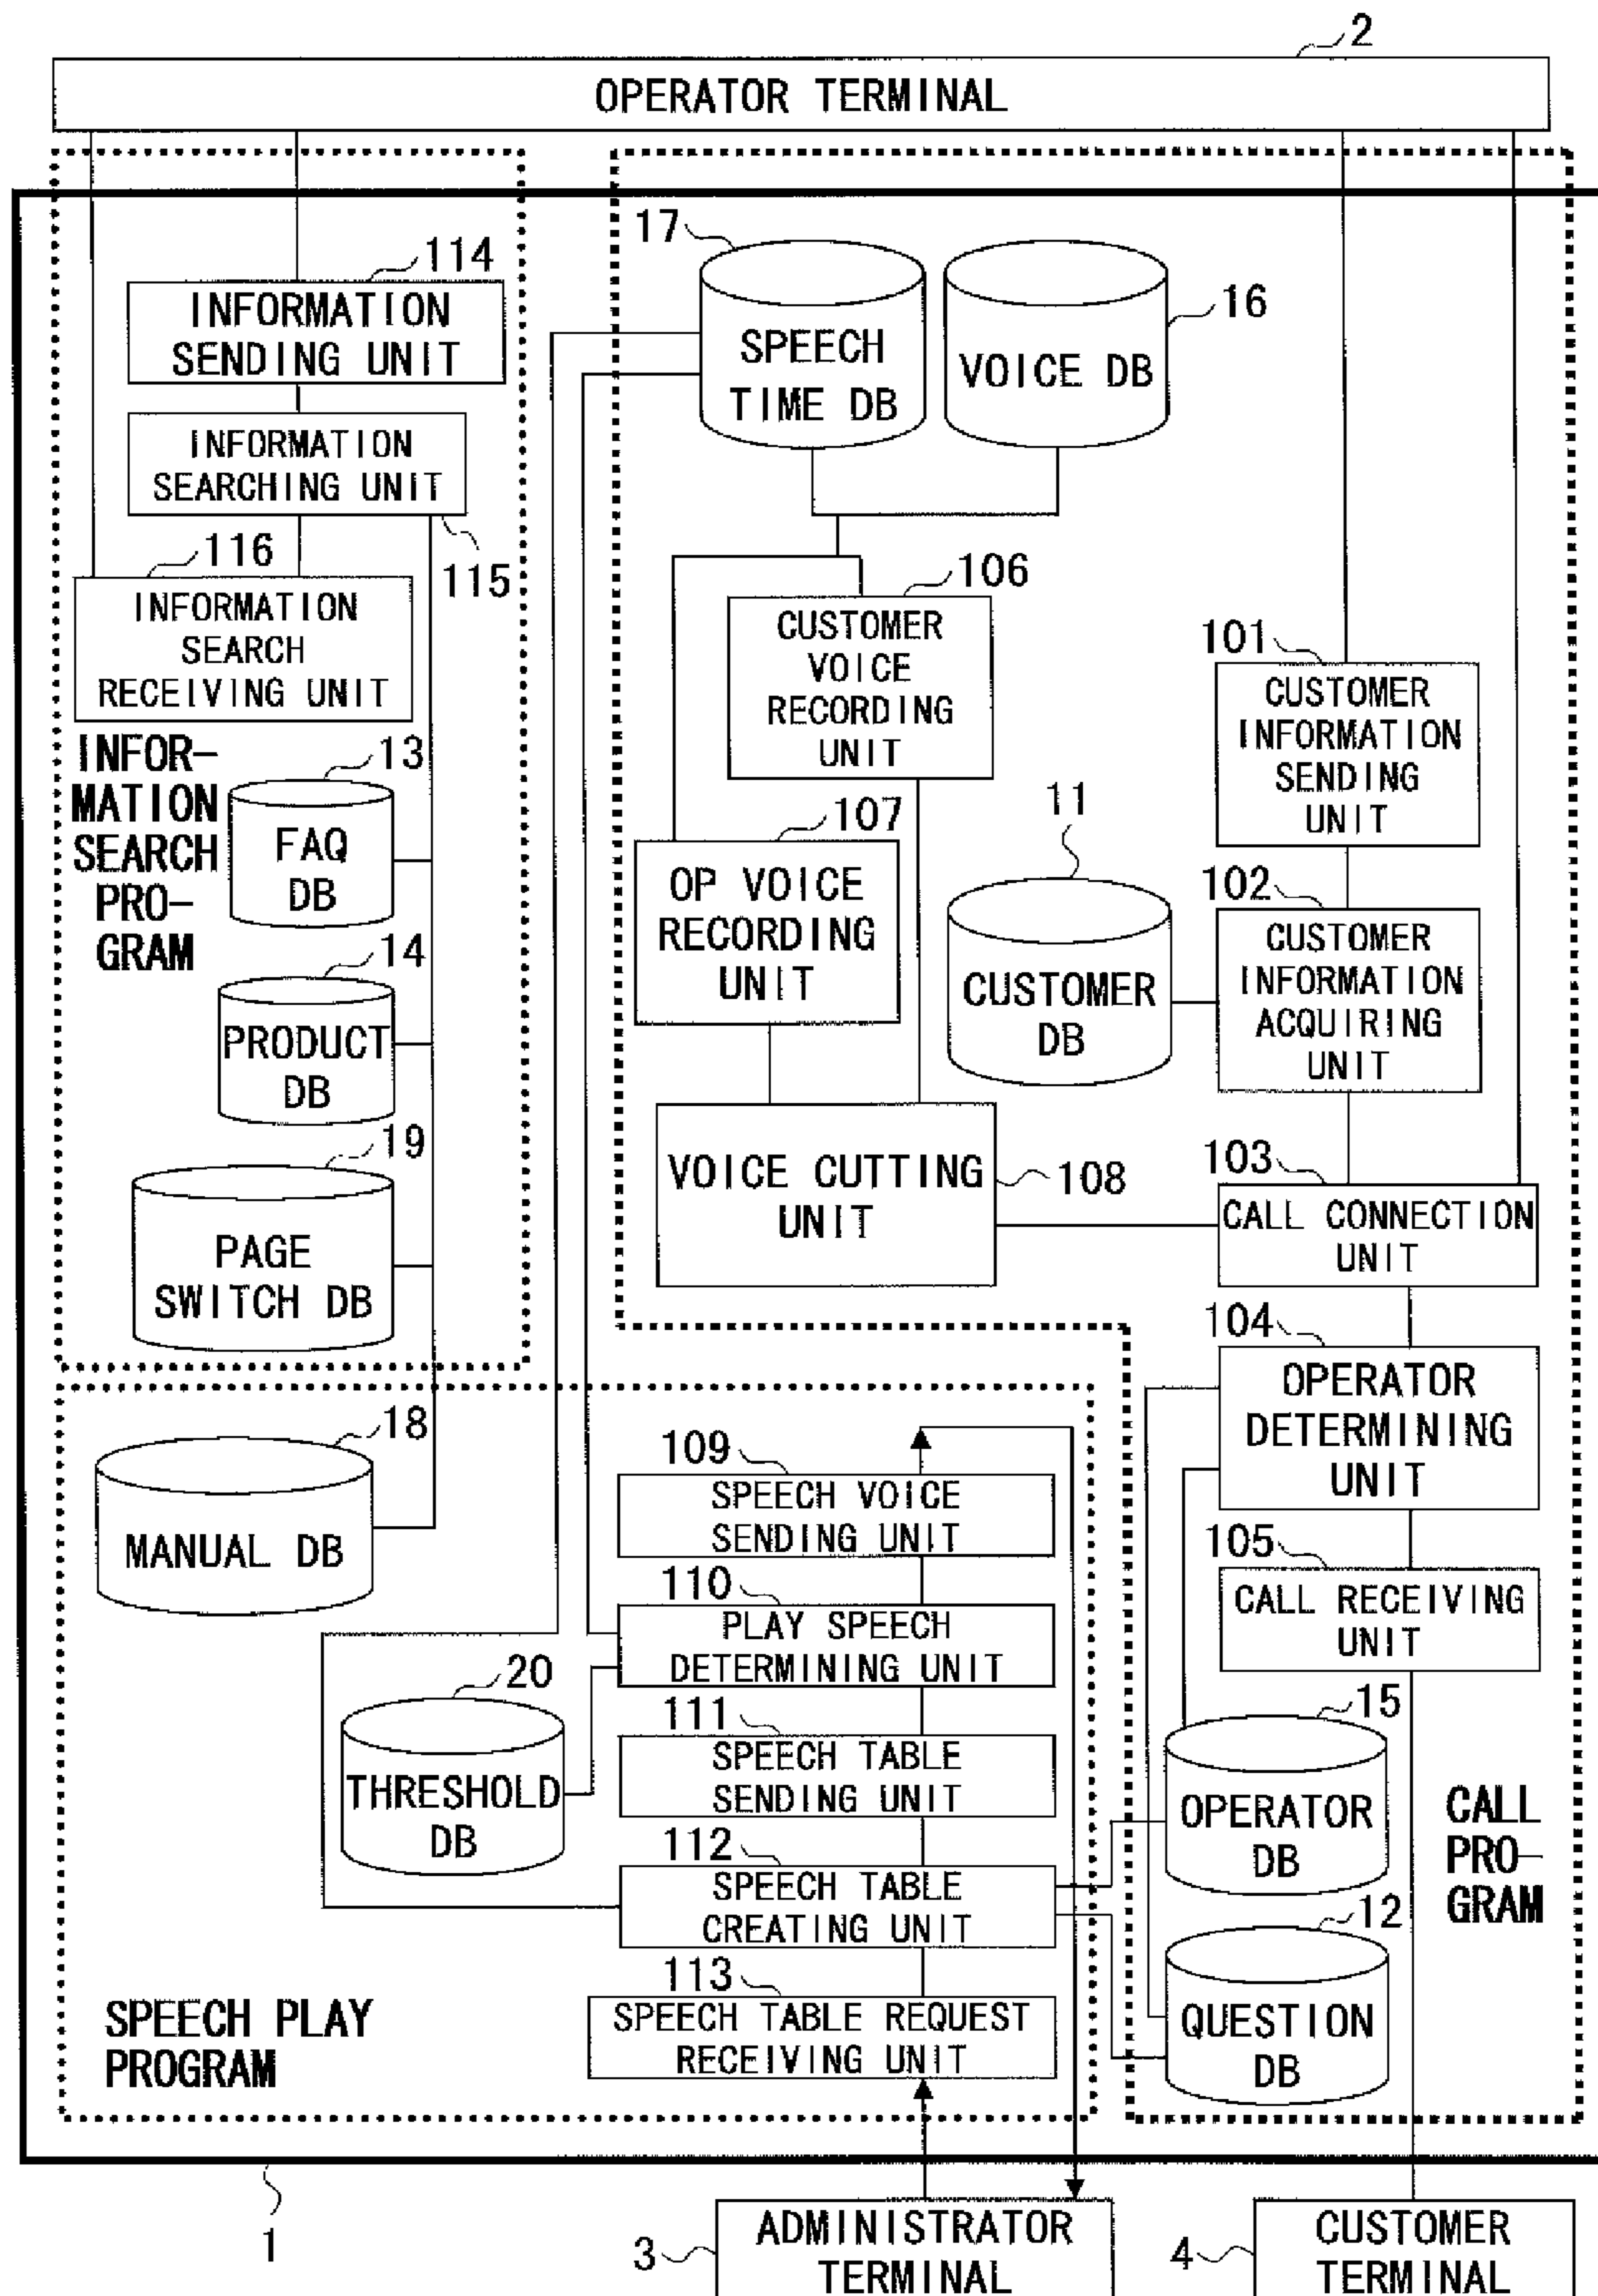 2
OPERATOR TERMINAL
114
INFORMATION
SENDING UNIT
INFORMATION
SEARCHING UNIT
115
116
INFORMATION
SEARCH
RECEIVING UNIT
INFOR-
MATION
SEARCH
PRO-
GRAM
13
FAQ
DB
14
PRODUCT
DB
19
PAGE
SWITCH DB
17
SPEECH
TIME DB
16
VOICE DB
106
CUSTOMER
VOICE
RECORDING
UNIT
107
OP VOICE
RECORDING
UNIT
11
CUSTOMER
DB
101
CUSTOMER
INFORMATION
SENDING
UNIT
102
CUSTOMER
INFORMATION
ACQUIRING
UNIT
VOICE CUTTING
UNIT
108
103
CALL CONNECTION
UNIT
104
OPERATOR
DETERMINING
UNIT
105
CALL RECEIVING
UNIT
15
OPERATOR
DB
12
QUESTION
DB
CALL
PRO-
GRAM
18
MANUAL DB
109
SPEECH VOICE
SENDING UNIT
110
PLAY SPEECH
DETERMINING UNIT
20
THRESHOLD
DB
111
SPEECH TABLE
SENDING UNIT
112
SPEECH TABLE
CREATING UNIT
113
SPEECH TABLE REQUEST
RECEIVING UNIT
SPEECH PLAY
PROGRAM
1
3
ADMINISTRATOR
TERMINAL
4
CUSTOMER
TERMINAL